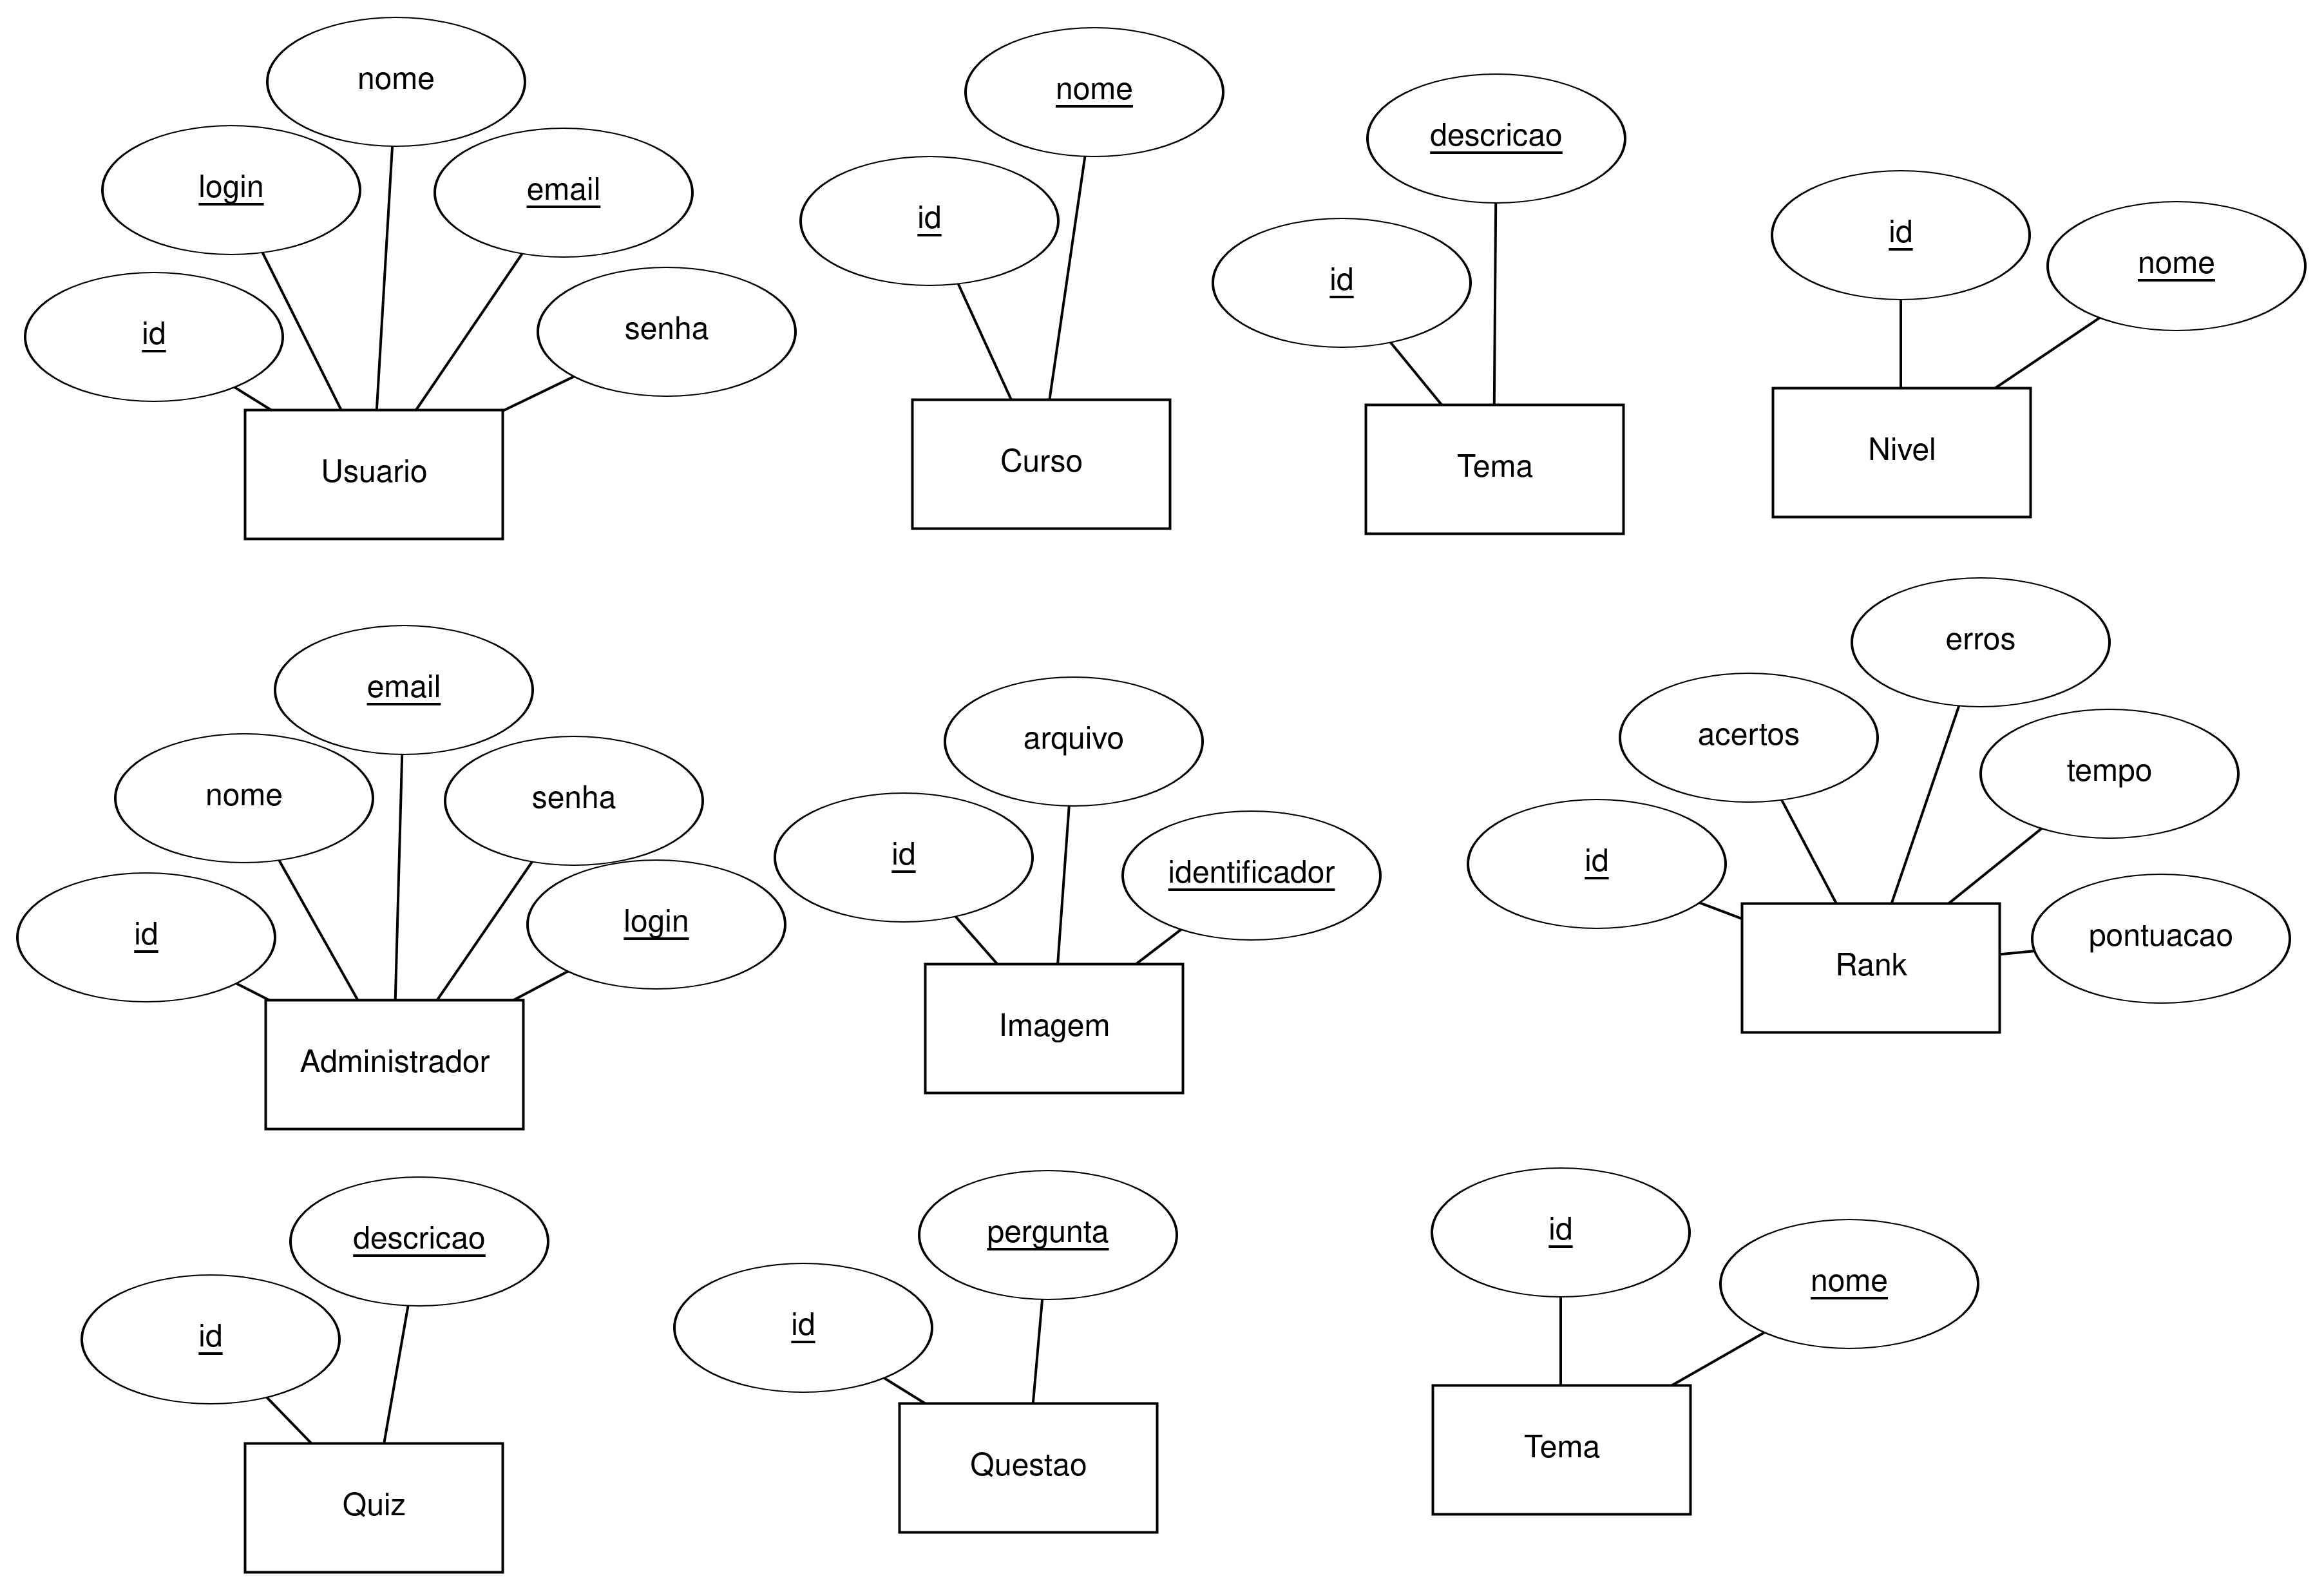 nome
login
email
id
senha
Usuario
nome
id
Curso
descricao
id
Tema
id
nome
Nivel
email
nome
senha
id
login
Administrador
arquivo
id
identificador
Imagem
erros
acertos
tempo
id
pontuacao
Rank
descricao
id
Quiz
pergunta
id
Questao
id
nome
Tema